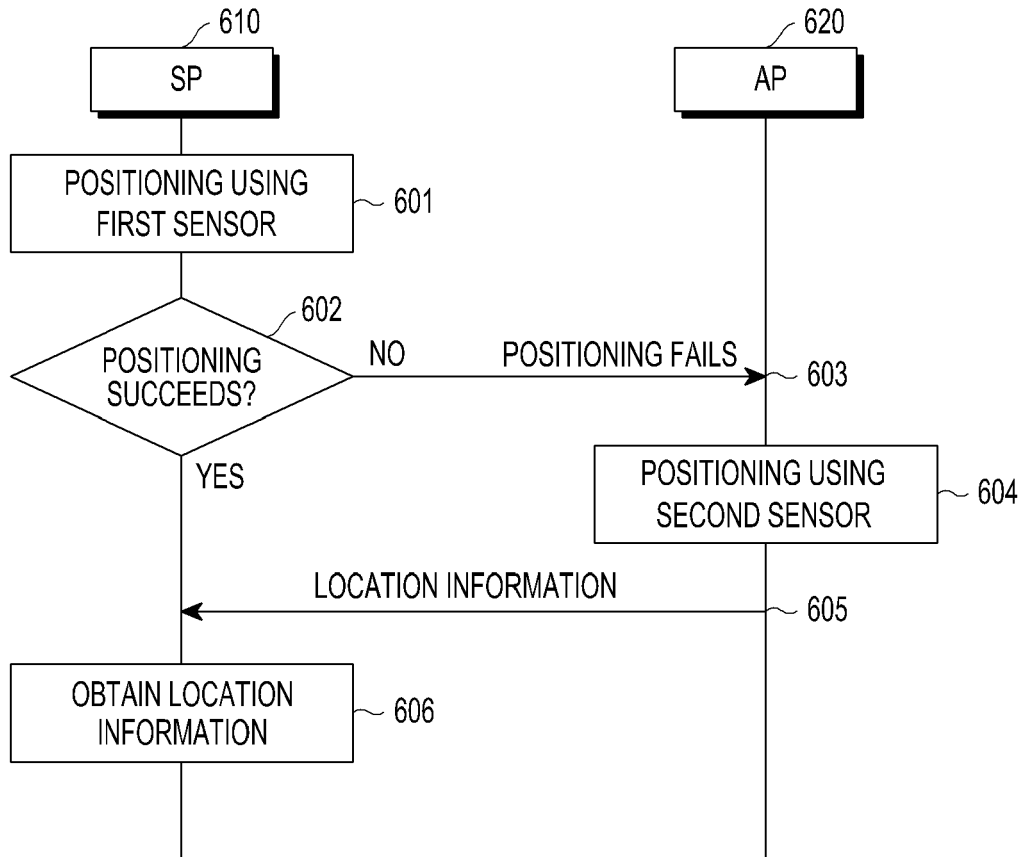 610
620
SP
AP
POSITIONING USING
FIRST SENSOR
601
602
POSITIONING
SUCCEEDS?
NO
POSITIONING FAILS
603
YES
POSITIONING USING
SECOND SENSOR
604
LOCATION INFORMATION
605
OBTAIN LOCATION
INFORMATION
606